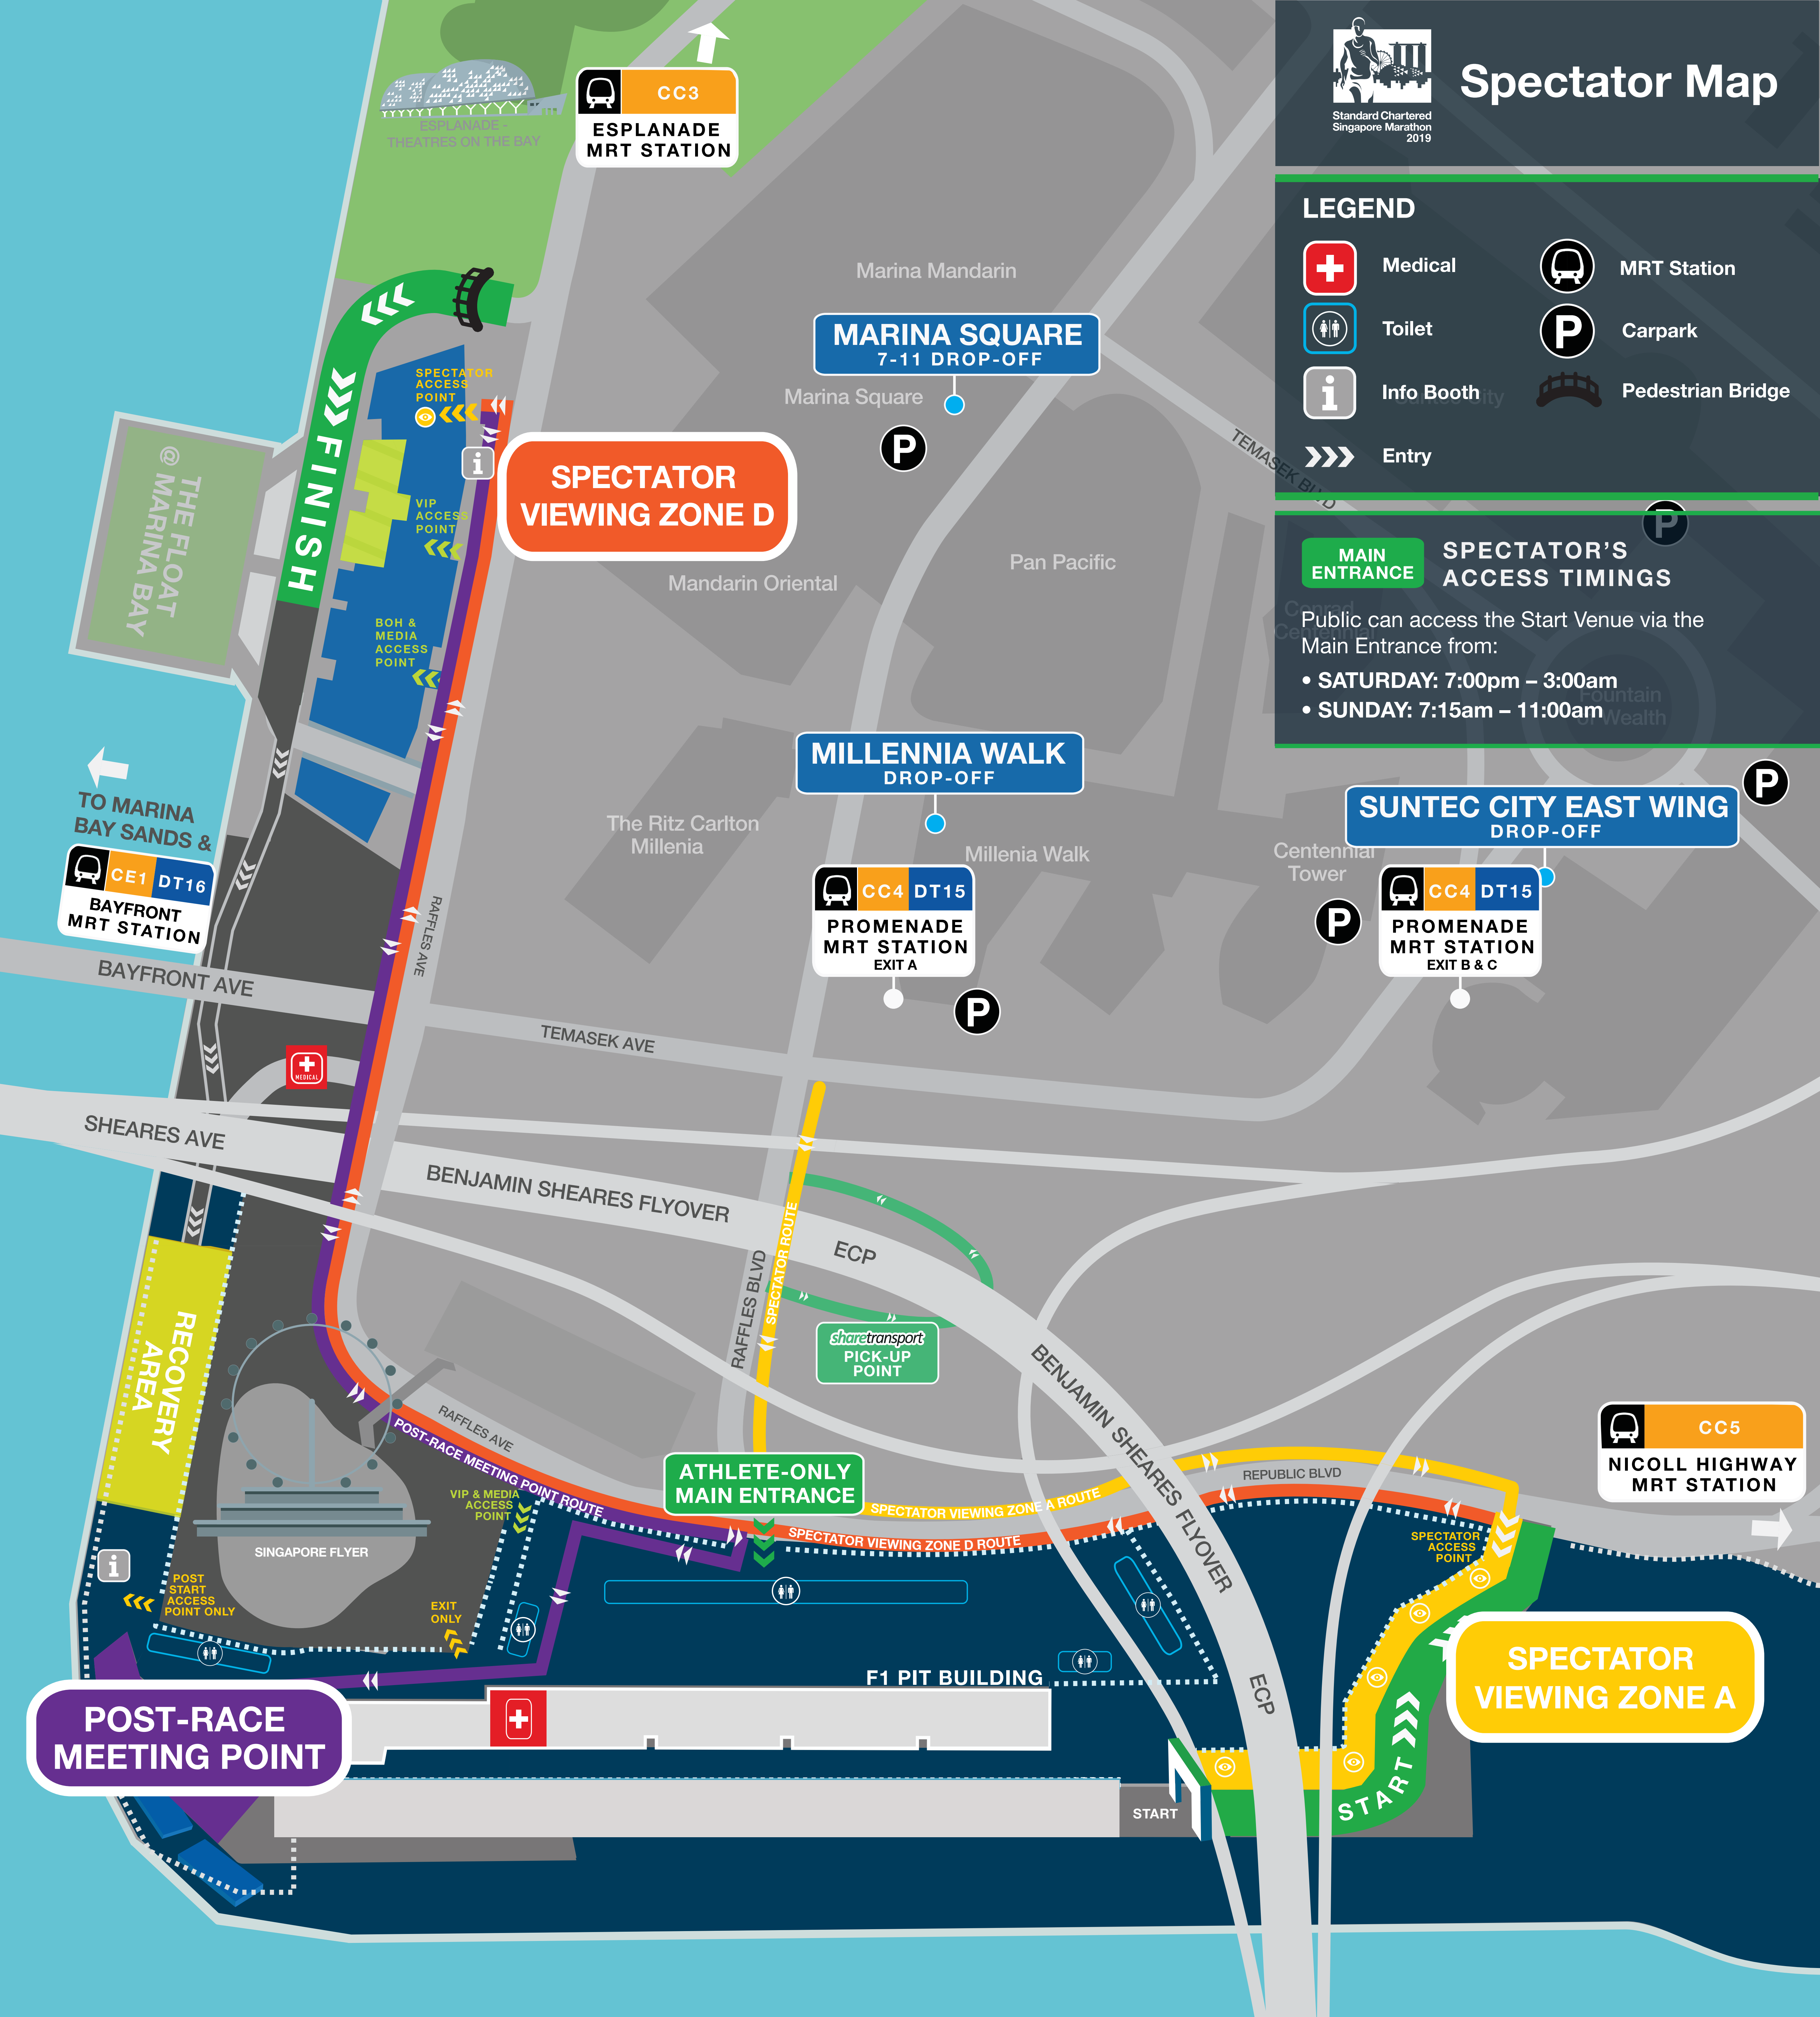 Standard Chartered
Singapore Marathon
2019
Spectator Map
LEGEND
Medical
MRT Station
Toilet
P
Carpark
i
Info Booth
Pedestrian Bridge
Entry
MAIN
ENTRANCE
SPECTATOR'S
ACCESS TIMINGS
Public can access the Start Venue via the
Main Entrance from:
• SATURDAY: 7:00pm – 3:00am
• SUNDAY: 7:15am – 11:00am
P
Suntec City
Conrad
Centennial
Fountain
of Wealth
TEMASEK BLVD
ESPLANADE -
THEATRES ON THE BAY
CC3
ESPLANADE
MRT STATION
Marina Mandarin
MARINA SQUARE
7-11 DROP-OFF
Marina Square
P
SPECTATOR
ACCESS
POINT
i
FINISH
SPECTATOR
VIEWING ZONE D
VIP
ACCESS
POINT
THE FLOAT
@ MARINA BAY
Mandarin Oriental
Pan Pacific
BOH &
MEDIA
ACCESS
POINT
TO MARINA
BAY SANDS &
CE1 DT16
BAYFRONT
MRT STATION
MILLENNIA WALK
DROP-OFF
The Ritz Carlton
Millenia
Millenia Walk
P
SUNTEC CITY EAST WING
DROP-OFF
Centennial
Tower
P
CC4 DT15
PROMENADE
MRT STATION
EXIT A
P
CC4 DT15
PROMENADE
MRT STATION
EXIT B & C
RAFFLES AVE
BAYFRONT AVE
TEMASEK AVE
MEDICAL
SHEARES AVE
BENJAMIN SHEARES FLYOVER
ECP
SPECTATOR ROUTE
RAFFLES BLVD
sharetransport
PICK-UP
POINT
BENJAMIN SHEARES FLYOVER
RECOVERY
AREA
RAFFLES AVE
POST-RACE MEETING POINT ROUTE
ATHLETE-ONLY
MAIN ENTRANCE
SPECTATOR VIEWING ZONE A ROUTE
SPECTATOR VIEWING ZONE D ROUTE
REPUBLIC BLVD
CC5
NICOLL HIGHWAY
MRT STATION
VIP & MEDIA
ACCESS
POINT
SINGAPORE FLYER
i
POST
START
ACCESS
POINT ONLY
EXIT
ONLY
SPECTATOR
ACCESS
POINT
F1 PIT BUILDING
ECP
SPECTATOR
VIEWING ZONE A
POST-RACE
MEETING POINT
START
START